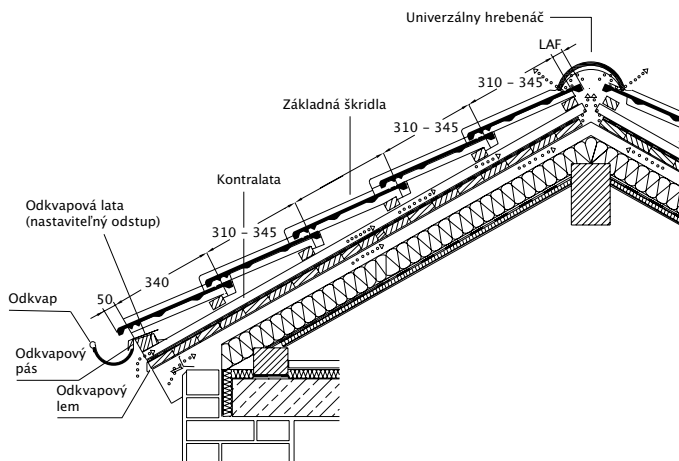 Univerzálny hrebenáč
LAF
310 – 345
Základná škridla
310 – 345
Kontralata
310 – 345
Odkvapová lata
(nastaviteľný odstup)
340
50
Odkvap
Odkvapový
pás
Odkvapový
lem